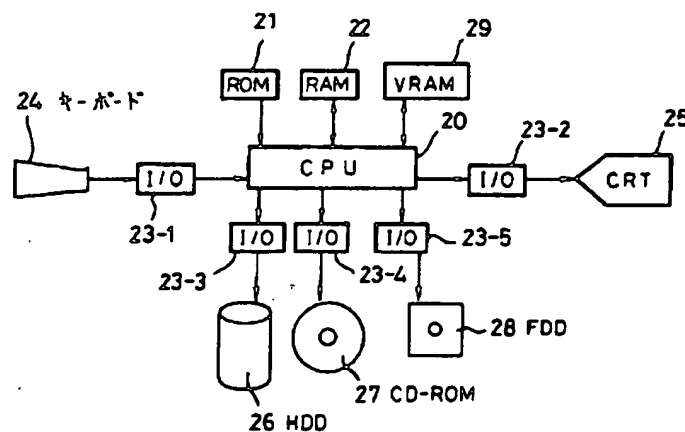 21
22
29
ROM
RAM
VRAM
24 キーボード
20
23-2
25
I/O
CPU
I/O
CRT
23-1
I/O
I/O
I/O
23-5
23-3
23-4
28 FDD
27 CD-ROM
26 HDD